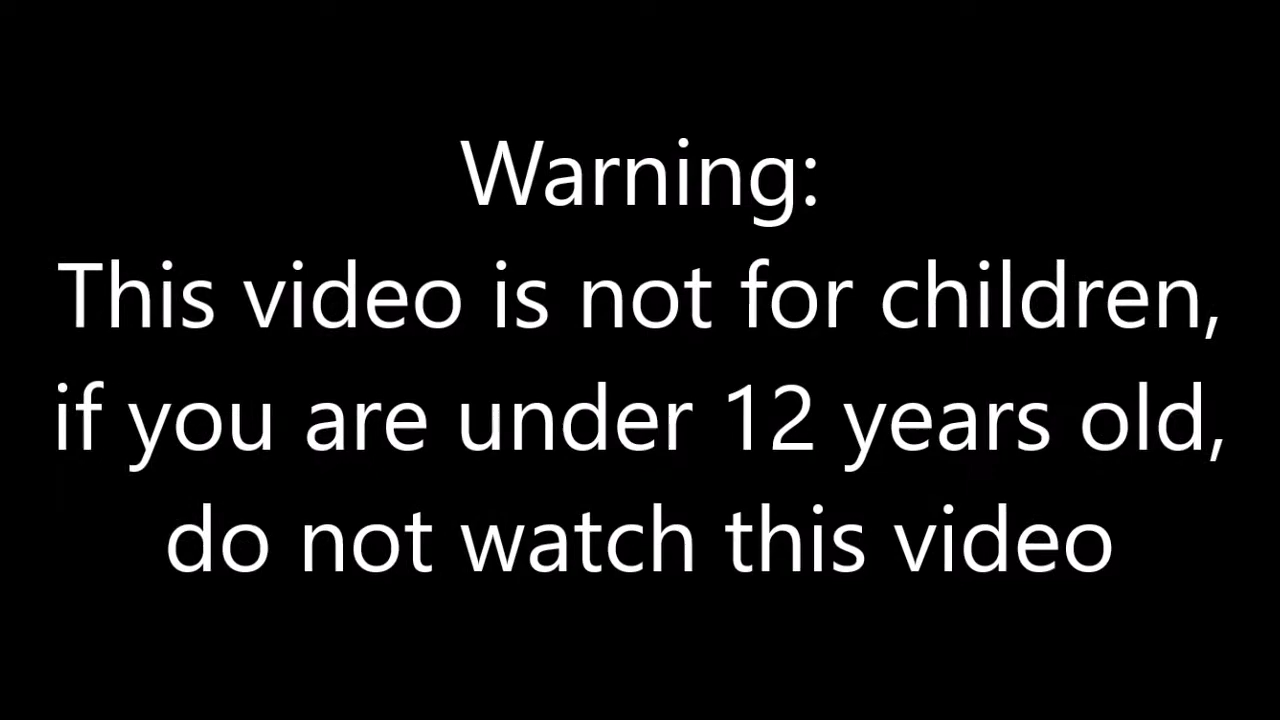 Warning:
This video is not for children,
if you are under 12 years old,
do not watch this video